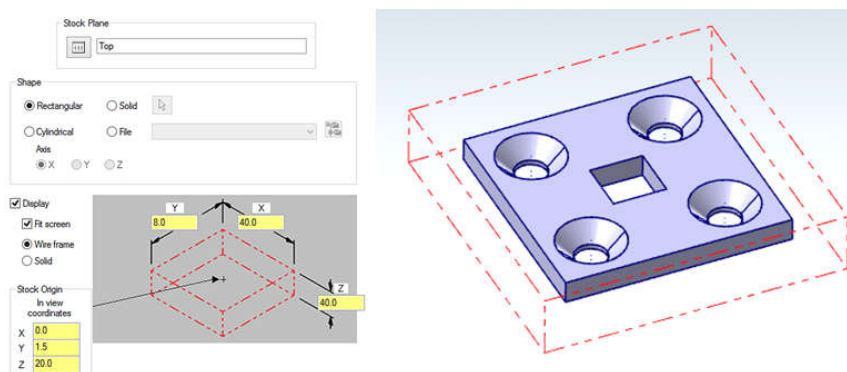 Stock Plane
Top
Shape
Rectangular Solid
Cylindrical File
Axis
X Y Z
Display
Fit screen
Wire frame
Solid
Y X
8.0 40.0
Z
40.0
Stock Origin
In view
coordinates
X 0.0
Y 1.5
Z 20.0